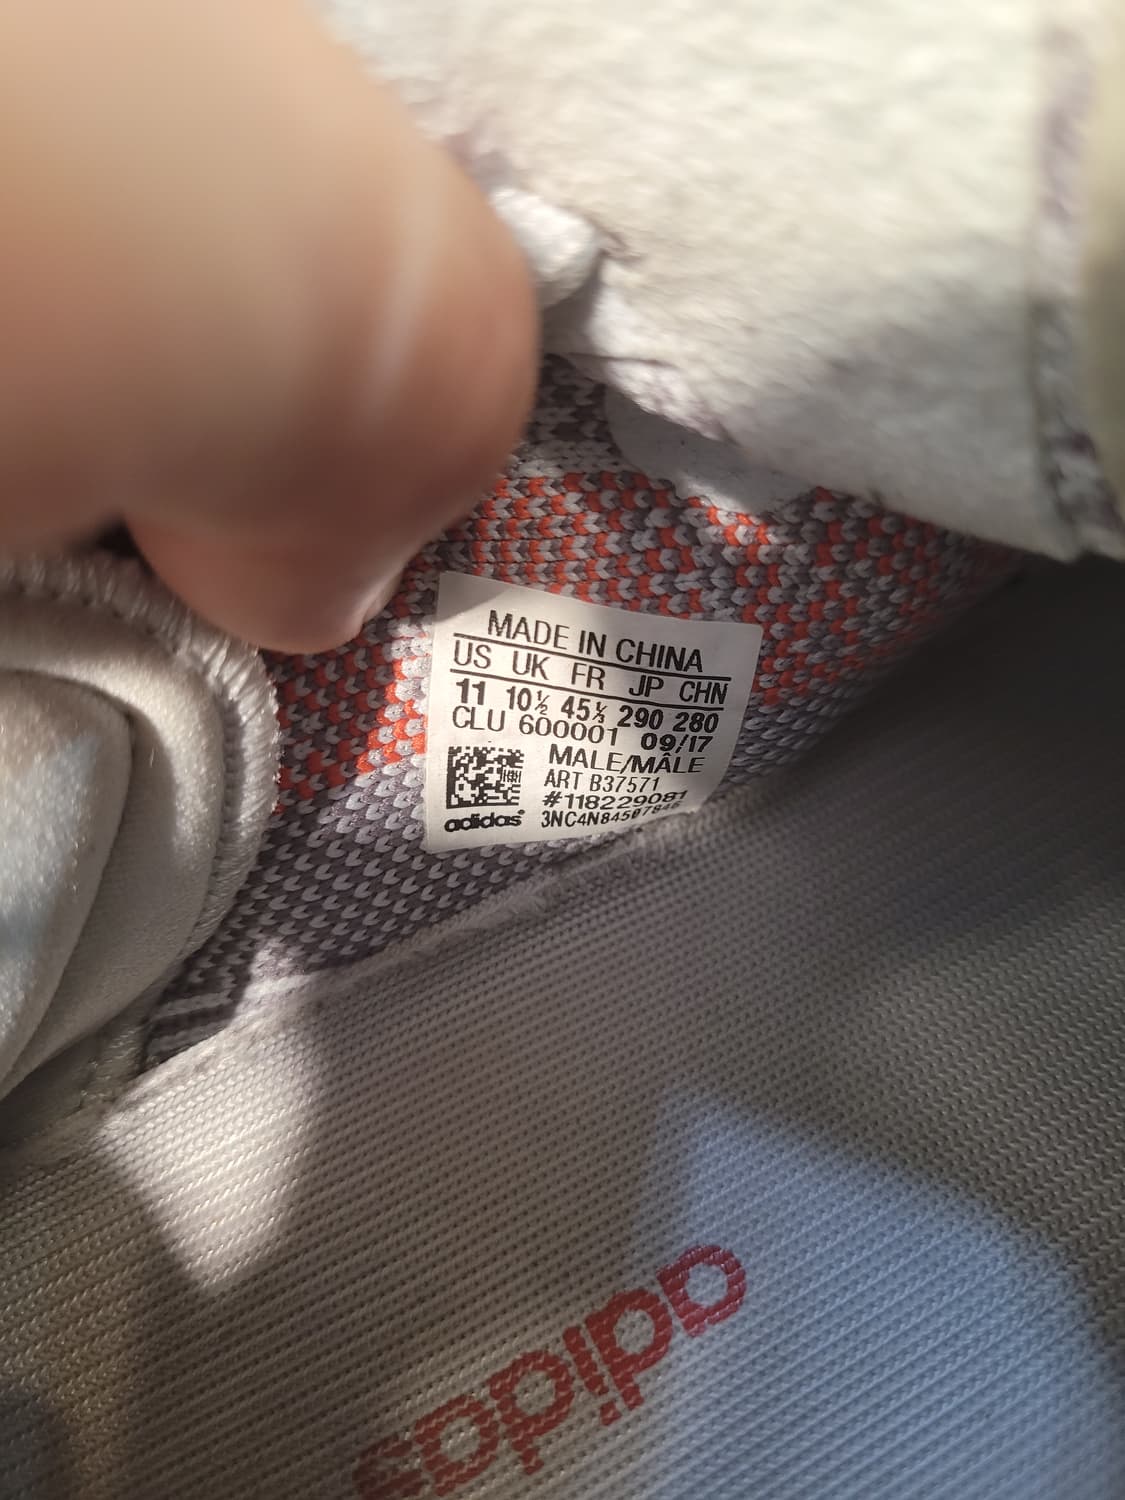 MADE IN CHINA
US UK FR JP CHN
11 10½ 45⅓ 290 280
CLU 600001 09/17
MALE/MÂLE
ART B37571
#118229081
adidas
adidas